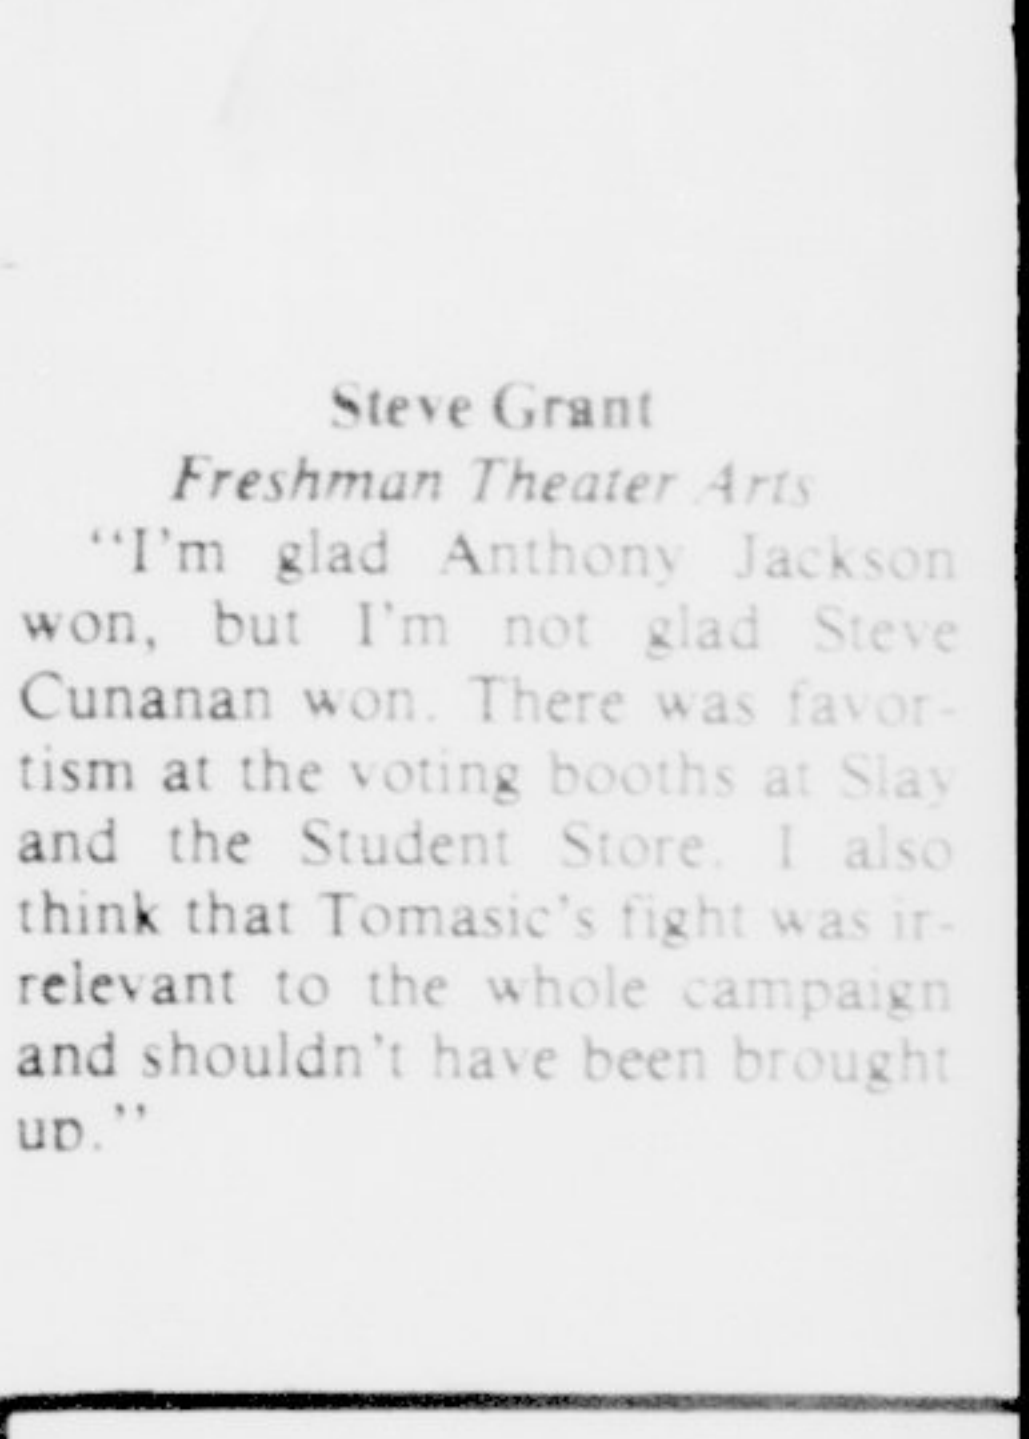 Steve Grant
Freshman Theater Arts
“I'm glad Anthony Jackson
won, but I'm not glad Steve
Cunanan won. There was favor-
tism at the voting booths at Slay
and the Student Store. I also
think that Tomasic's fight was ir-
relevant to the whole campaign
and shouldn't have been brought
up.”